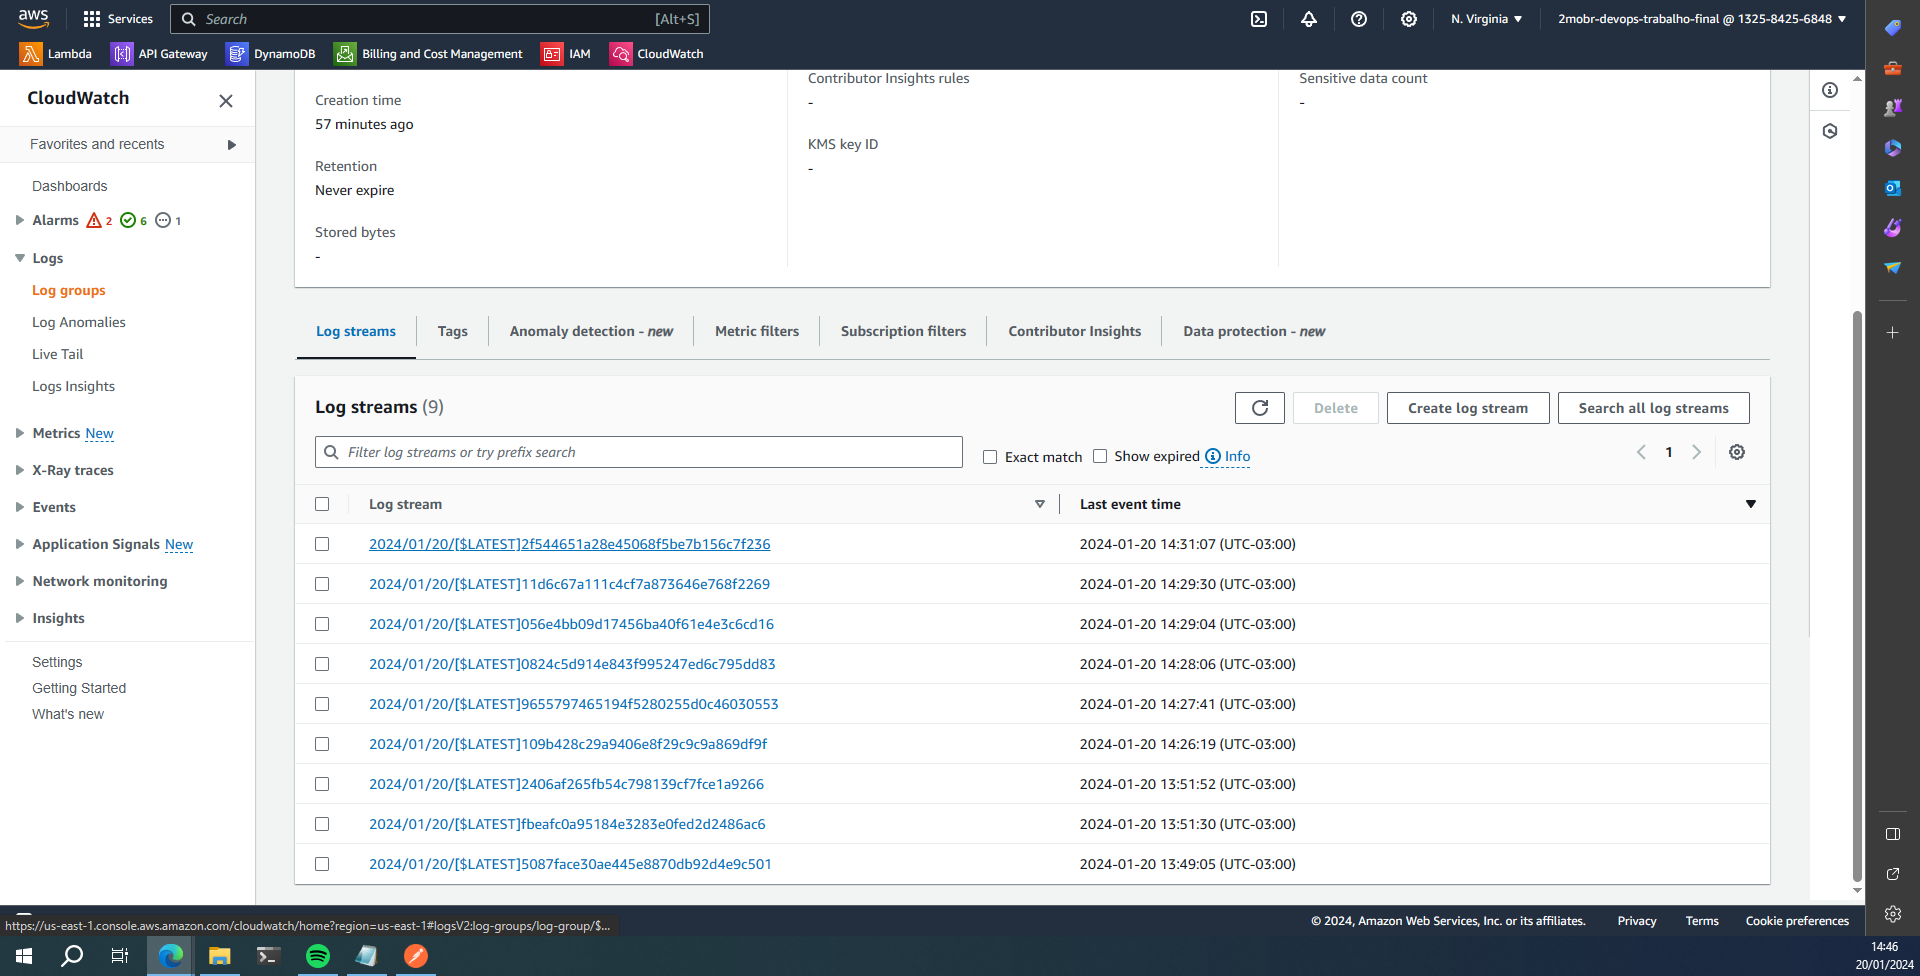 aws
Services
Search
[Alt+S]
N. Virginia
2mobr-devops-trabalho-final @ 1325-8425-6848
Lambda
API Gateway
DynamoDB
Billing and Cost Management
IAM
CloudWatch
CloudWatch
Favorites and recents
Dashboards
Alarms 2 6 1
Logs
Log groups
Log Anomalies
Live Tail
Logs Insights
Metrics New
X-Ray traces
Events
Application Signals New
Network monitoring
Insights
Settings
Getting Started
What's new
Creation time
57 minutes ago
Retention
Never expire
Stored bytes
-
Contributor Insights rules
-
KMS key ID
-
Sensitive data count
-
Log streams
Tags
Anomaly detection - new
Metric filters
Subscription filters
Contributor Insights
Data protection - new
Log streams (9)
Delete
Create log stream
Search all log streams
Filter log streams or try prefix search
Exact match
Show expired
Info
1
Log stream
Last event time
2024/01/20/[$LATEST]2f544651a28e45068f5be7b156c7f236
2024-01-20 14:31:07 (UTC-03:00)
2024/01/20/[$LATEST]11d6c67a111c4cf7a873646e768f2269
2024-01-20 14:29:30 (UTC-03:00)
2024/01/20/[$LATEST]056e4bb09d17456ba40f61e4e3c6cd16
2024-01-20 14:29:04 (UTC-03:00)
2024/01/20/[$LATEST]0824c5d914e843f995247ed6c795dd83
2024-01-20 14:28:06 (UTC-03:00)
2024/01/20/[$LATEST]9655797465194f5280255d0c46030553
2024-01-20 14:27:41 (UTC-03:00)
2024/01/20/[$LATEST]109b428c29a9406e8f29c9c9a869df9f
2024-01-20 14:26:19 (UTC-03:00)
2024/01/20/[$LATEST]2406af265fb54c798139cf7fce1a9266
2024-01-20 13:51:52 (UTC-03:00)
2024/01/20/[$LATEST]fbeafc0a95184e3283e0fed2d2486ac6
2024-01-20 13:51:30 (UTC-03:00)
2024/01/20/[$LATEST]5087face30ae445e8870db92d4e9c501
2024-01-20 13:49:05 (UTC-03:00)
https://us-east-1.console.aws.amazon.com/cloudwatch/home?region=us-east-1#logsV2:log-groups/log-group/$...
© 2024, Amazon Web Services, Inc. or its affiliates.
Privacy
Terms
Cookie preferences
14:46
20/01/2024